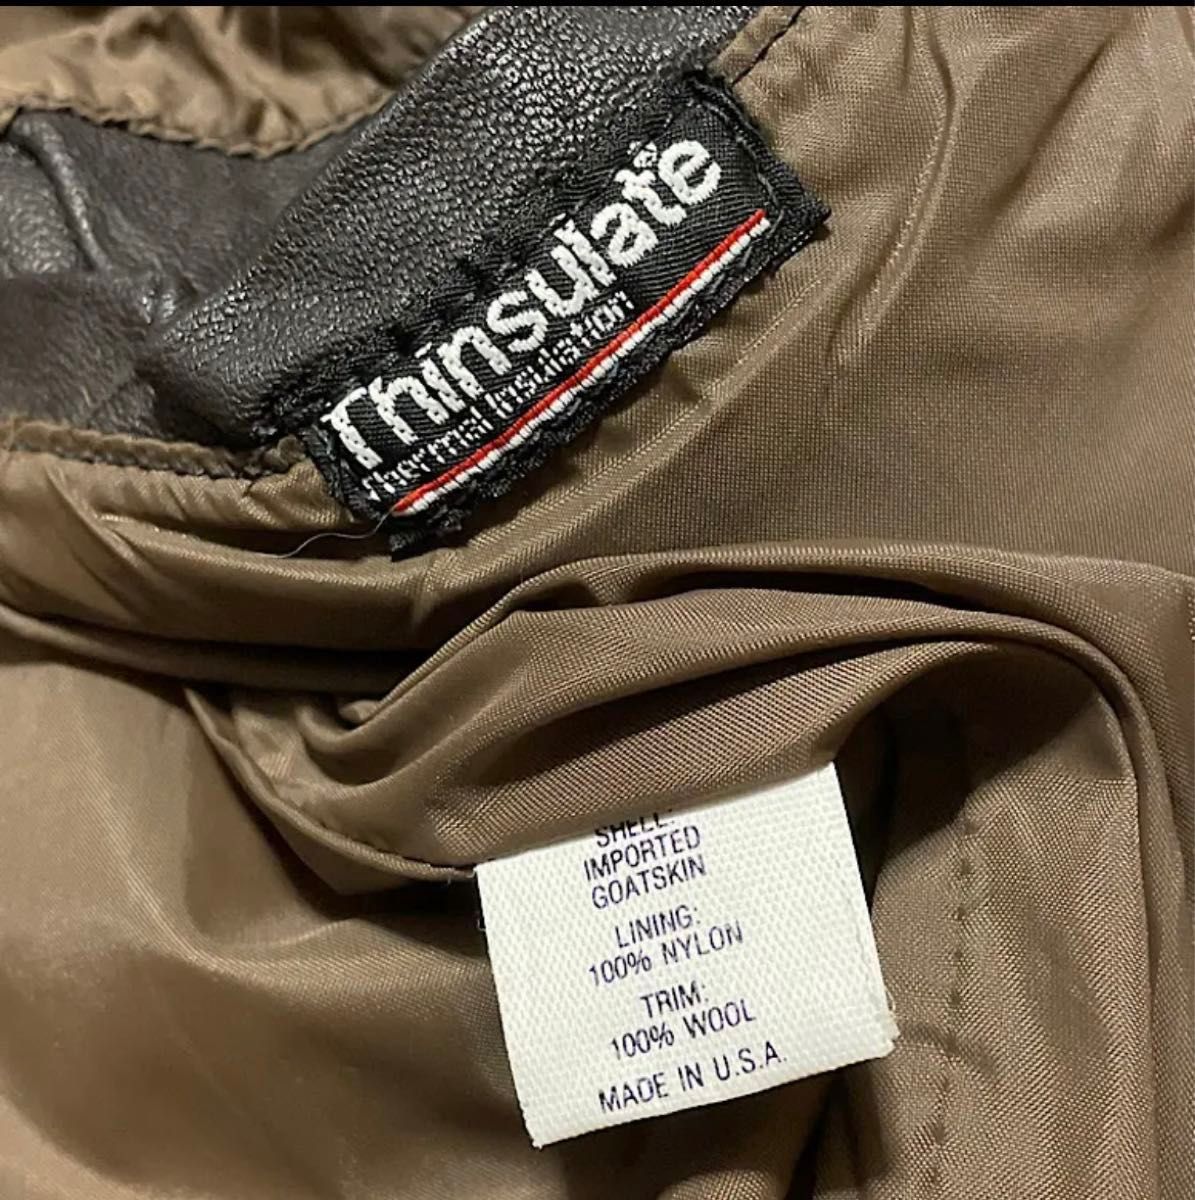 Thinsulate
Thermal Insulation
SHELL:
IMPORTED
GOATSKIN
LINING:
100% NYLON
TRIM:
100% WOOL
MADE IN U.S.A.